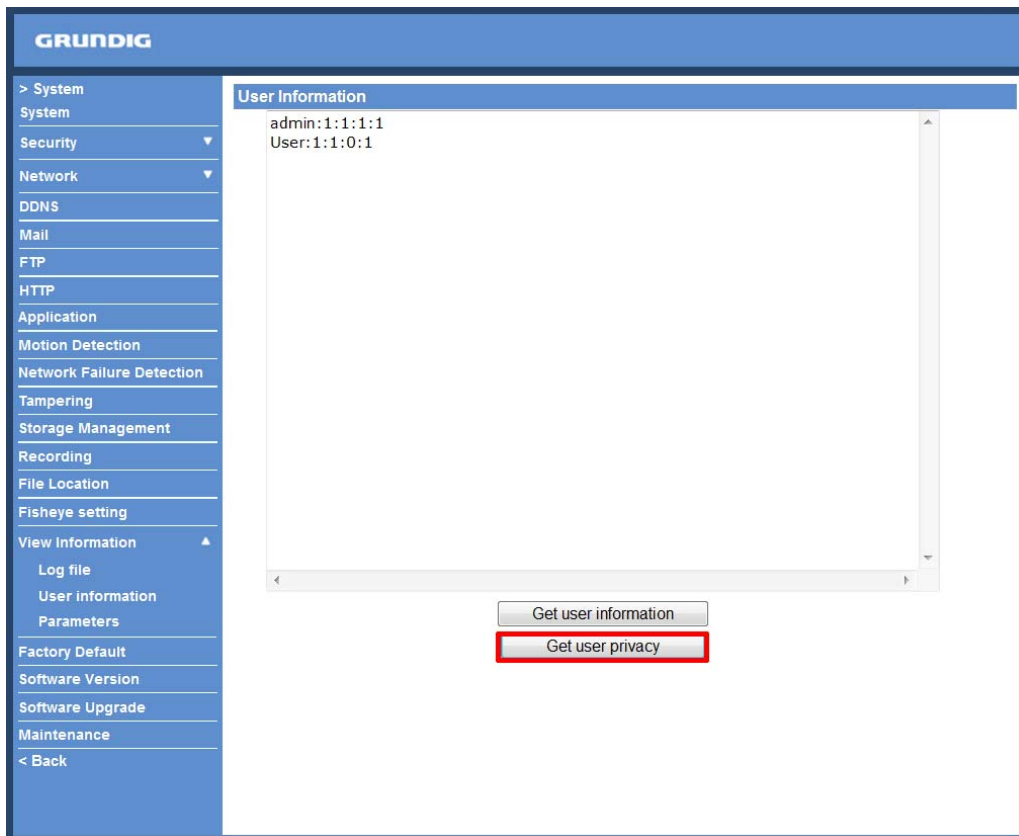 GRUNDIG
> System
System
Security
Network
DDNS
Mail
FTP
HTTP
Application
Motion Detection
Network Failure Detection
Tampering
Storage Management
Recording
File Location
Fisheye setting
View Information
Log file
User information
Parameters
Factory Default
Software Version
Software Upgrade
Maintenance
< Back
User Information
admin:1:1:1:1
User:1:1:0:1
Get user information
Get user privacy